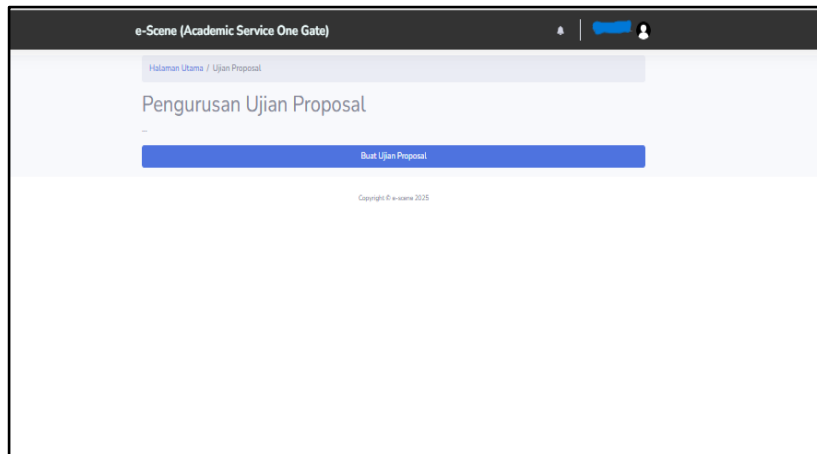 e-Scene (Academic Service One Gate)
Halaman Utama / Ujian Proposal
Pengurusan Ujian Proposal
...
Buat Ujian Proposal
Copyright © e-scene 2025